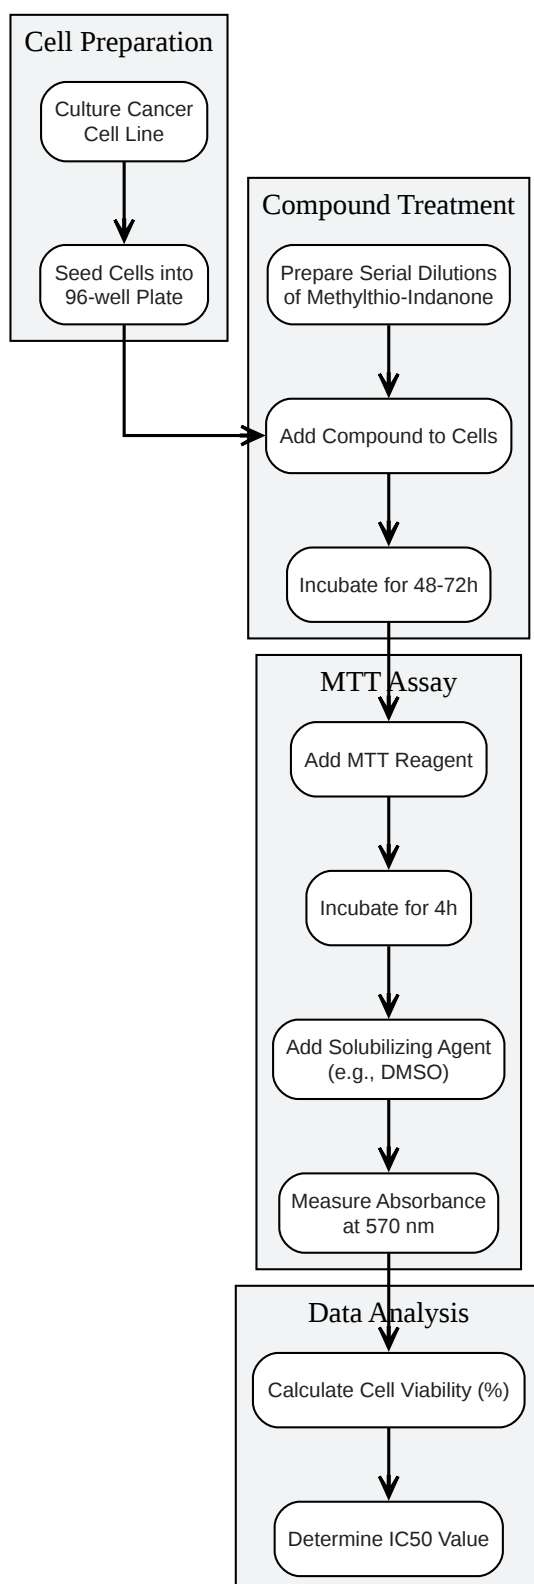 Cell Preparation
Culture Cancer
Cell Line
Seed Cells into
96-well Plate
Compound Treatment
Prepare Serial Dilutions
of Methylthio-Indanone
Add Compound to Cells
Incubate for 48-72h
MTT Assay
Add MTT Reagent
Incubate for 4h
Add Solubilizing Agent
(e.g., DMSO)
Measure Absorbance
at 570 nm
Data Analysis
Calculate Cell Viability (%)
Determine IC50 Value